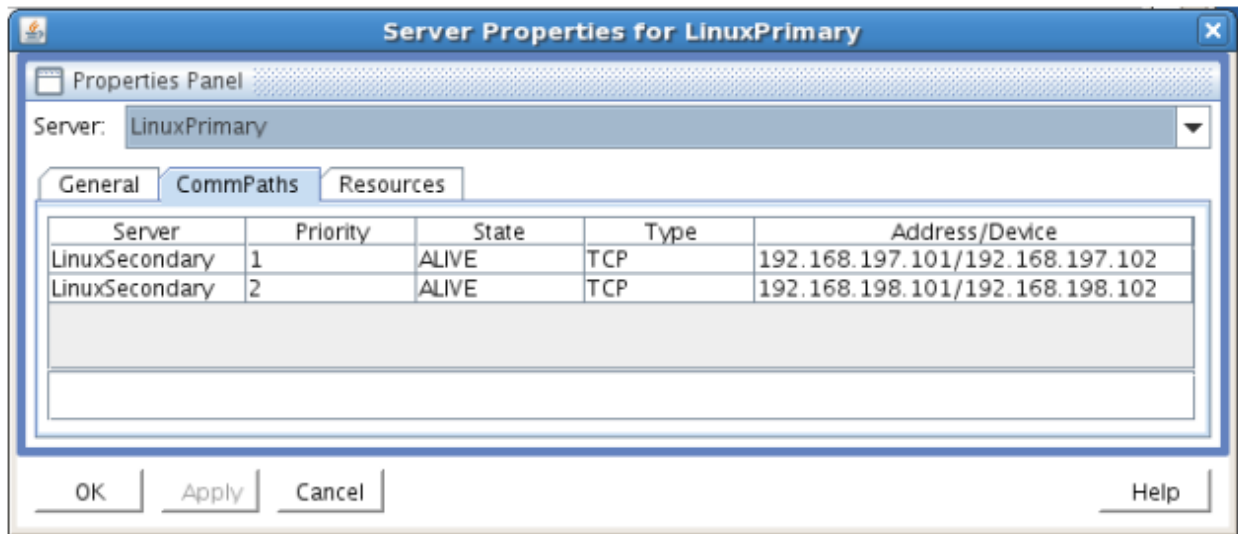 Server Properties for LinuxPrimary
Properties Panel
Server: LinuxPrimary
General CommPaths Resources
Server Priority State Type Address/Device
LinuxSecondary 1 ALIVE TCP 192.168.197.101/192.168.197.102
LinuxSecondary 2 ALIVE TCP 192.168.198.101/192.168.198.102
OK Apply Cancel Help